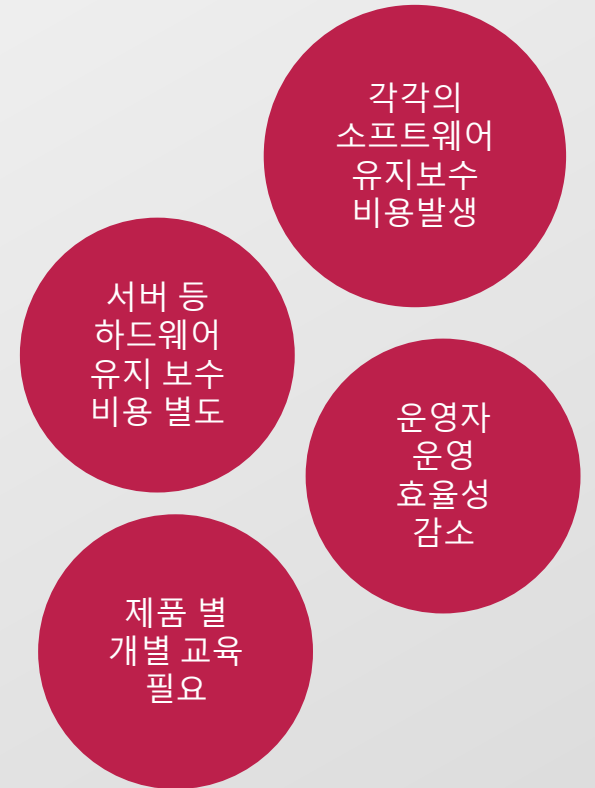 각각의
소프트웨어
유지보수
비용발생
서버 등
하드웨어
유지 보수
비용 별도
운영자
운영
효율성
감소
제품 별
개별 교육
필요